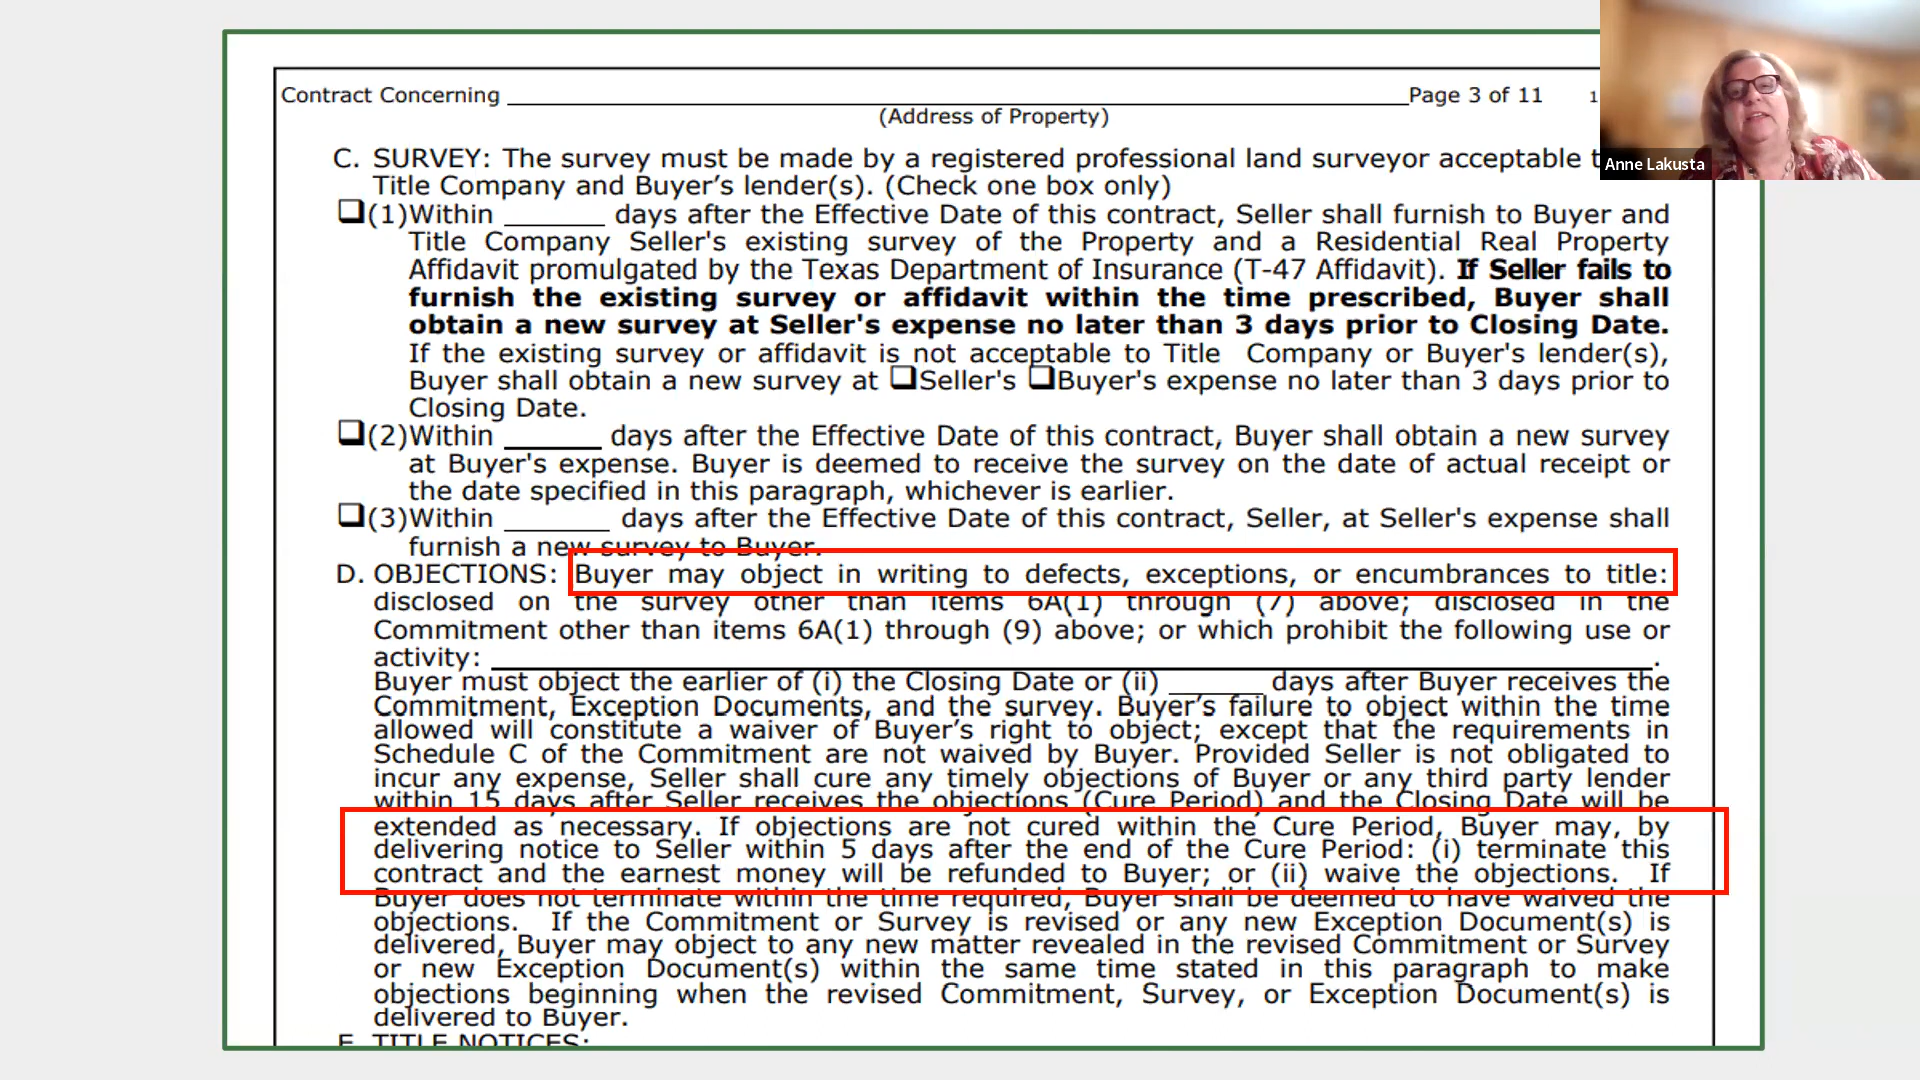 Contract Concerning Page 3 of 11 1
(Address of Property)
Anne Lakusta
C. SURVEY: The survey must be made by a registered professional land surveyor acceptable
Title Company and Buyer’s lender(s). (Check one box only)
(1)Within _______ days after the Effective Date of this contract, Seller shall furnish to Buyer and
Title Company Seller's existing survey of the Property and a Residential Real Property
Affidavit promulgated by the Texas Department of Insurance (T-47 Affidavit). If Seller fails to
furnish the existing survey or affidavit within the time prescribed, Buyer shall
obtain a new survey at Seller's expense no later than 3 days prior to Closing Date.
If the existing survey or affidavit is not acceptable to Title Company or Buyer's lender(s),
Buyer shall obtain a new survey at ❑Seller's ❑Buyer's expense no later than 3 days prior to
Closing Date.
(2)Within _______ days after the Effective Date of this contract, Buyer shall obtain a new survey
at Buyer's expense. Buyer is deemed to receive the survey on the date of actual receipt or
the date specified in this paragraph, whichever is earlier.
(3)Within _______ days after the Effective Date of this contract, Seller, at Seller's expense shall
furnish a new survey to Buyer.
D. OBJECTIONS: Buyer may object in writing to defects, exceptions, or encumbrances to title:
disclosed on the survey other than items 6A(1) through (7) above; disclosed in the
Commitment other than items 6A(1) through (9) above; or which prohibit the following use or
activity: _______.
Buyer must object the earlier of (i) the Closing Date or (ii) _______ days after Buyer receives the
Commitment, Exception Documents, and the survey. Buyer’s failure to object within the time
allowed will constitute a waiver of Buyer’s right to object; except that the requirements in
Schedule C of the Commitment are not waived by Buyer. Provided Seller is not obligated to
incur any expense, Seller shall cure any timely objections of Buyer or any third party lender
within 15 days after Seller receives the objections (Cure Period) and the Closing Date will be
extended as necessary. If objections are not cured within the Cure Period, Buyer may, by
delivering notice to Seller within 5 days after the end of the Cure Period: (i) terminate this
contract and the earnest money will be refunded to Buyer; or (ii) waive the objections. If
Buyer does not terminate within the time required, Buyer shall be deemed to have waived the
objections. If the Commitment or Survey is revised or any new Exception Document(s) is
delivered, Buyer may object to any new matter revealed in the revised Commitment or Survey
or new Exception Document(s) within the same time stated in this paragraph to make
objections beginning when the revised Commitment, Survey, or Exception Document(s) is
delivered to Buyer.
E. TITLE NOTICES: